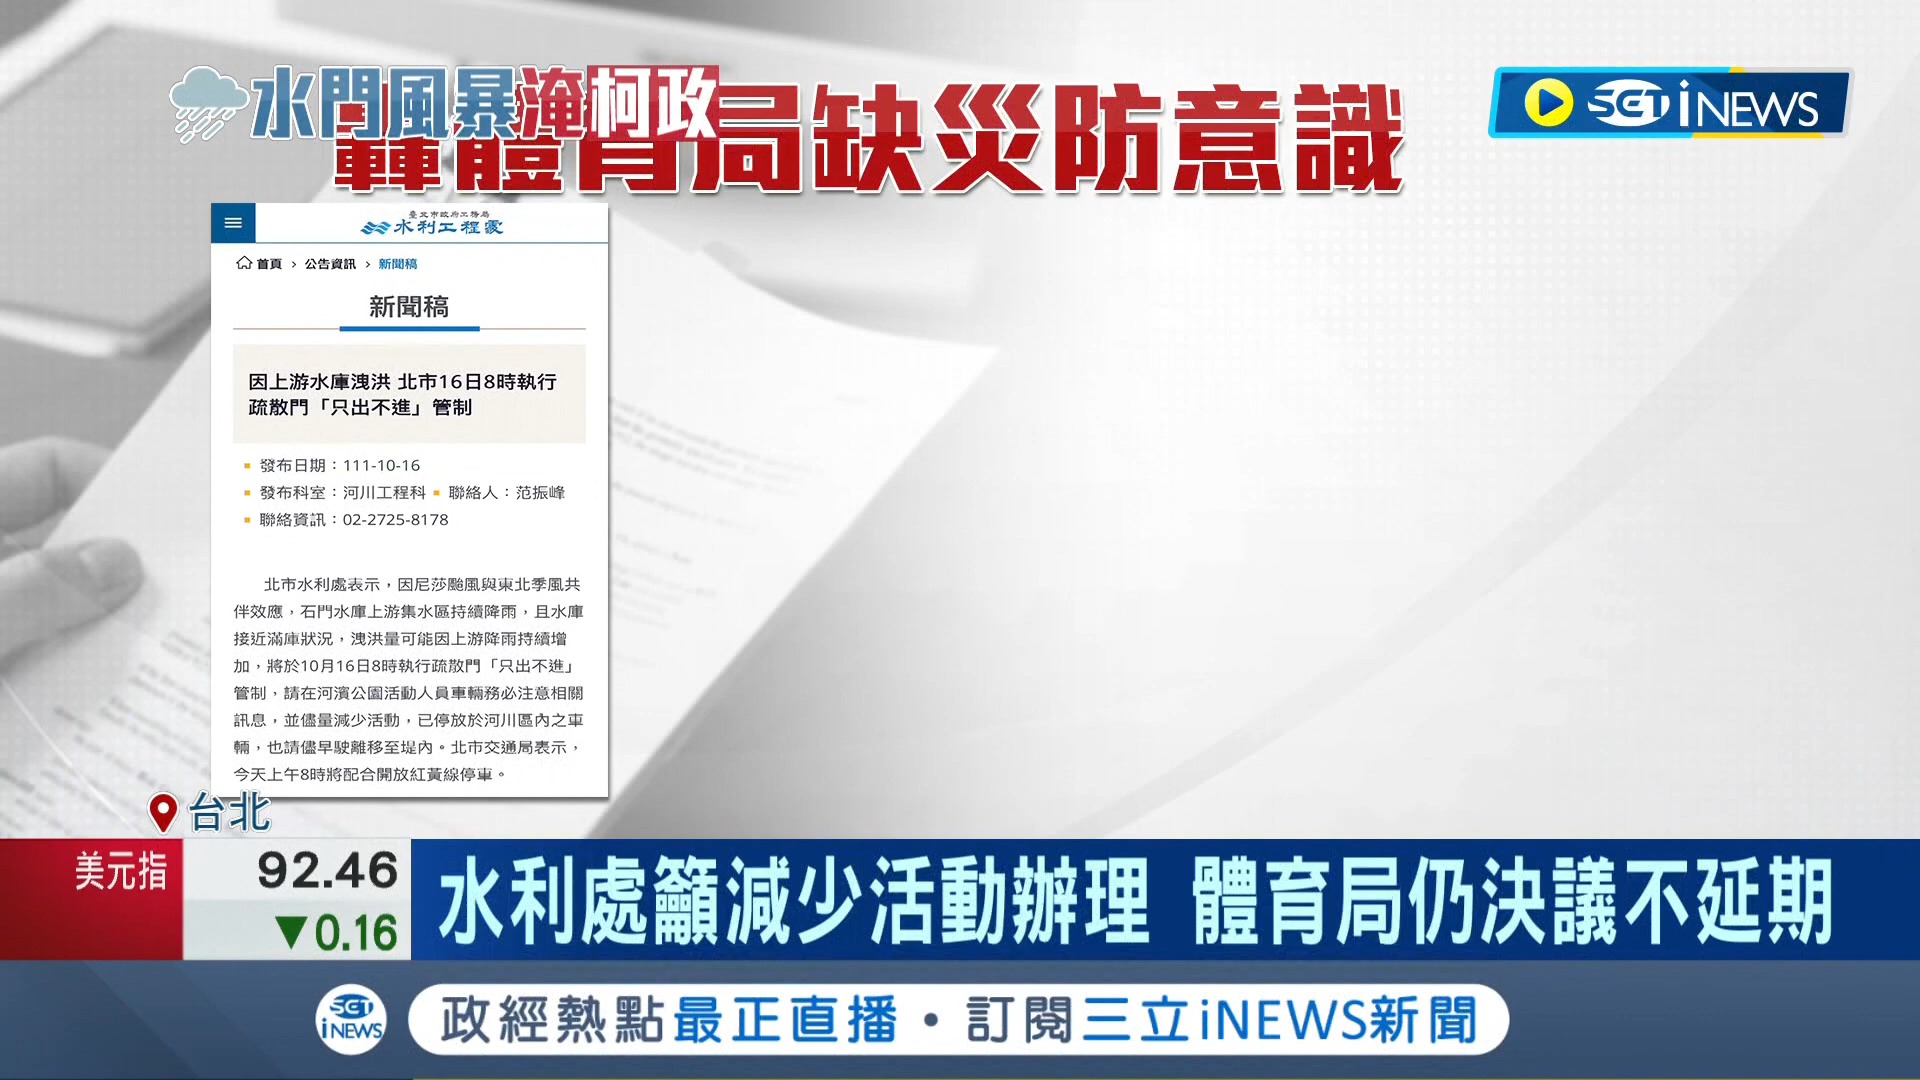 水門風暴淹柯政
轟體育局缺災防意識
SETiNEWS
臺北市政府工務局
水利工程處
首頁 › 公告資訊 › 新聞稿
新聞稿
因上游水庫洩洪 北市16日8時執行
疏散門「只出不進」管制
發布日期：111-10-16
發布科室：河川工程科 ▪ 聯絡人：范振峰
聯絡資訊：02-2725-8178
北市水利處表示，因尼莎颱風與東北季風共
伴效應，石門水庫上游集水區持續降雨，且水庫
接近滿庫狀況，洩洪量可能因上游降雨持續增
加，將於10月16日8時執行疏散門「只出不進」
管制，請在河濱公園活動人員車輛務必注意相關
訊息，並儘量減少活動，已停放於河川區內之車
輛，也請儘早駛離移至堤內。北市交通局表示，
今天上午8時將配合開放紅黃線停車。
台北
美元指
92.46
▼0.16
水利處籲減少活動辦理 體育局仍決議不延期
SET iNEWS
政經熱點最正直播・訂閱三立iNEWS新聞